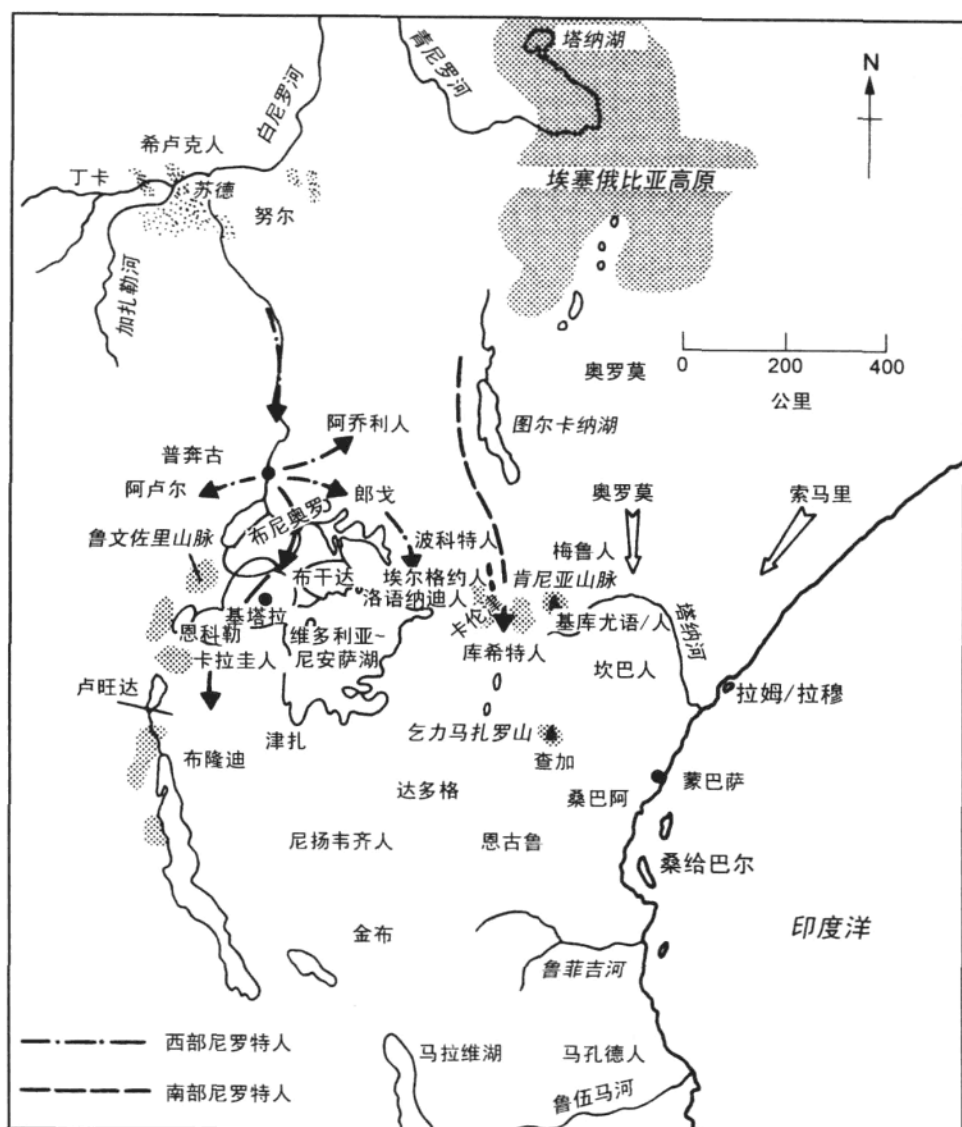 塔纳湖
青尼罗河
白尼罗河
N
希卢克人
丁卡
苏德
埃塞俄比亚高原
努尔
加扎勒河
0 200 400
公里
奥罗莫
图尔卡纳湖
阿乔利人
普奔古
阿卢尔
郎戈
奥罗莫
索马里
布尼奥罗
鲁文佐里山脉
波科特人
梅鲁人
布干达
埃尔格约人
肯尼亚山脉
洛语纳迪人
卡伦津
基塔拉
基库尤语/人
塔纳河
恩科勒
维多利亚~
尼安萨湖
卡拉圭人
库希特人
坎巴人
卢旺达
拉姆/拉穆
津扎
乞力马扎罗山
布隆迪
查加
达多格
桑巴阿
蒙巴萨
尼扬韦齐人
恩古鲁
桑给巴尔
金布
印度洋
鲁菲吉河
西部尼罗特人
马拉维湖
马孔德人
南部尼罗特人
鲁伍马河